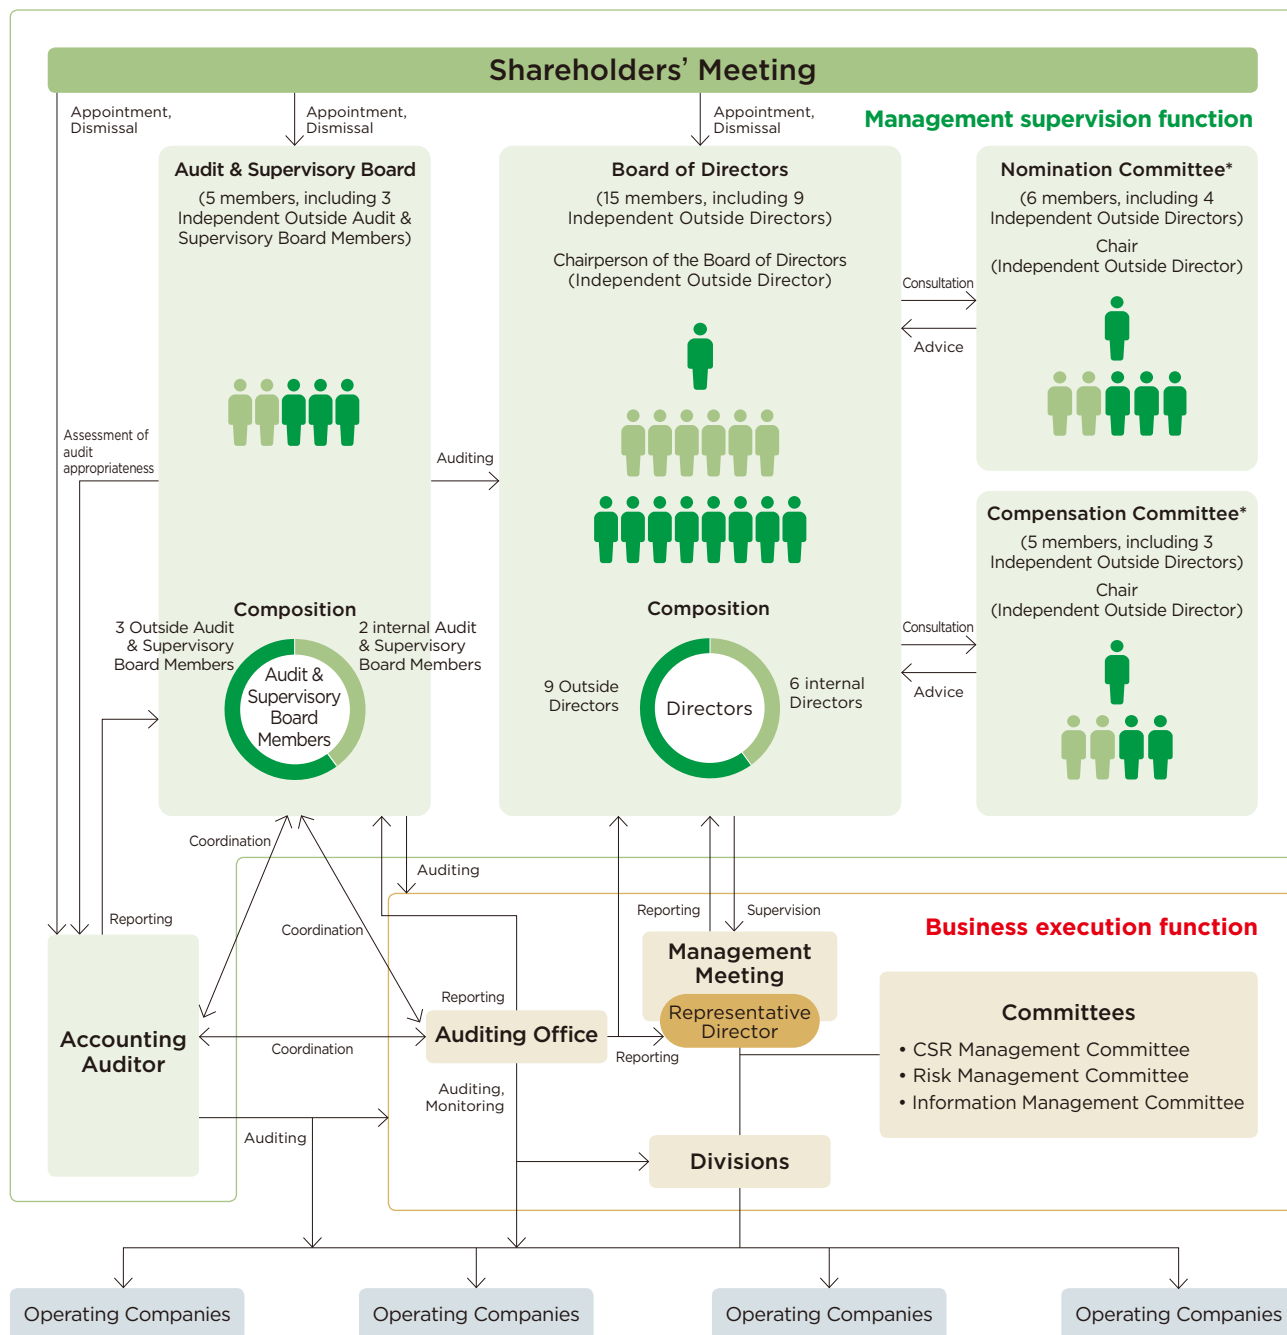 Shareholders' Meeting
Appointment,
Dismissal
Appointment,
Dismissal
Appointment,
Dismissal
Management supervision function
Audit & Supervisory Board
(5 members, including 3
Independent Outside Audit &
Supervisory Board Members)
Board of Directors
(15 members, including 9
Independent Outside Directors)
Chairperson of the Board of Directors
(Independent Outside Director)
Nomination Committee*
(6 members, including 4
Independent Outside Directors)
Chair
(Independent Outside Director)
Consultation
Advice
Assessment of
audit
appropriateness
Auditing
Compensation Committee*
(5 members, including 3
Independent Outside Directors)
Chair
(Independent Outside Director)
Consultation
Advice
Composition
3 Outside Audit
& Supervisory
Board Members
2 internal Audit
& Supervisory
Board Members
Audit &
Supervisory
Board
Members
Composition
9 Outside
Directors
6 internal
Directors
Directors
Coordination
Auditing
Reporting
Coordination
Reporting
Supervision
Business execution function
Management
Meeting
Representative
Director
Reporting
Auditing Office
Reporting
Accounting
Auditor
Coordination
Committees
• CSR Management Committee
• Risk Management Committee
• Information Management Committee
Auditing,
Monitoring
Auditing
Divisions
Operating Companies
Operating Companies
Operating Companies
Operating Companies